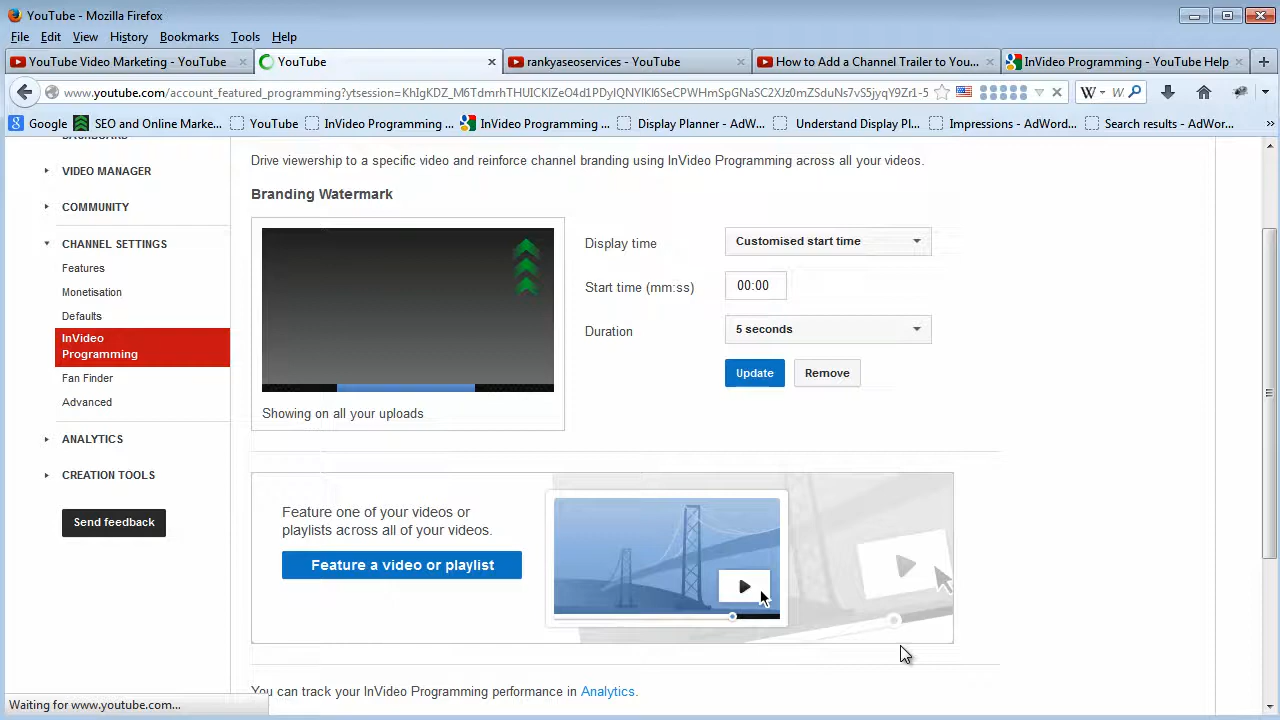 YouTube - Mozilla Firefox
File Edit View History Bookmarks Tools Help
YouTube Video Marketing - YouTube
YouTube
rankyaseoservices - YouTube
How to Add a Channel Trailer to You...
InVideo Programming - YouTube Help
www.youtube.com/account_featured_programming?ytsession=KhIgKDZ_M6TdmrhTHUICKIZeO4d1PDyIQNYIKl6SeCPWHmSpGNaSC2XJz0mZSduNs7vS5jyqY9Zr1-5
Google SEO and Online Marke... YouTube InVideo Programming ... InVideo Programming ... Display Planner - AdW... Understand Display Pl... Impressions - AdWord... Search results - AdWor...
VIDEO MANAGER
COMMUNITY
CHANNEL SETTINGS
Features
Monetisation
Defaults
InVideo
Programming
Fan Finder
Advanced
ANALYTICS
CREATION TOOLS
Send feedback
Drive viewership to a specific video and reinforce channel branding using InVideo Programming across all your videos.
Branding Watermark
Showing on all your uploads
Display time Customised start time
Start time (mm:ss) 00:00
Duration 5 seconds
Update Remove
Feature one of your videos or
playlists across all of your videos.
Feature a video or playlist
You can track your InVideo Programming performance in Analytics.
Waiting for www.youtube.com...